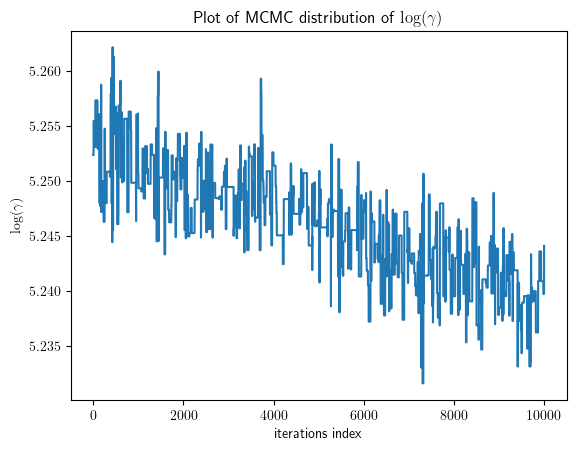 Plot of MCMC distribution of log(γ)
5.260
5.255
5.250
5.245
5.240
5.235
log(γ)
0 2000 4000 6000 8000 10000
iterations index